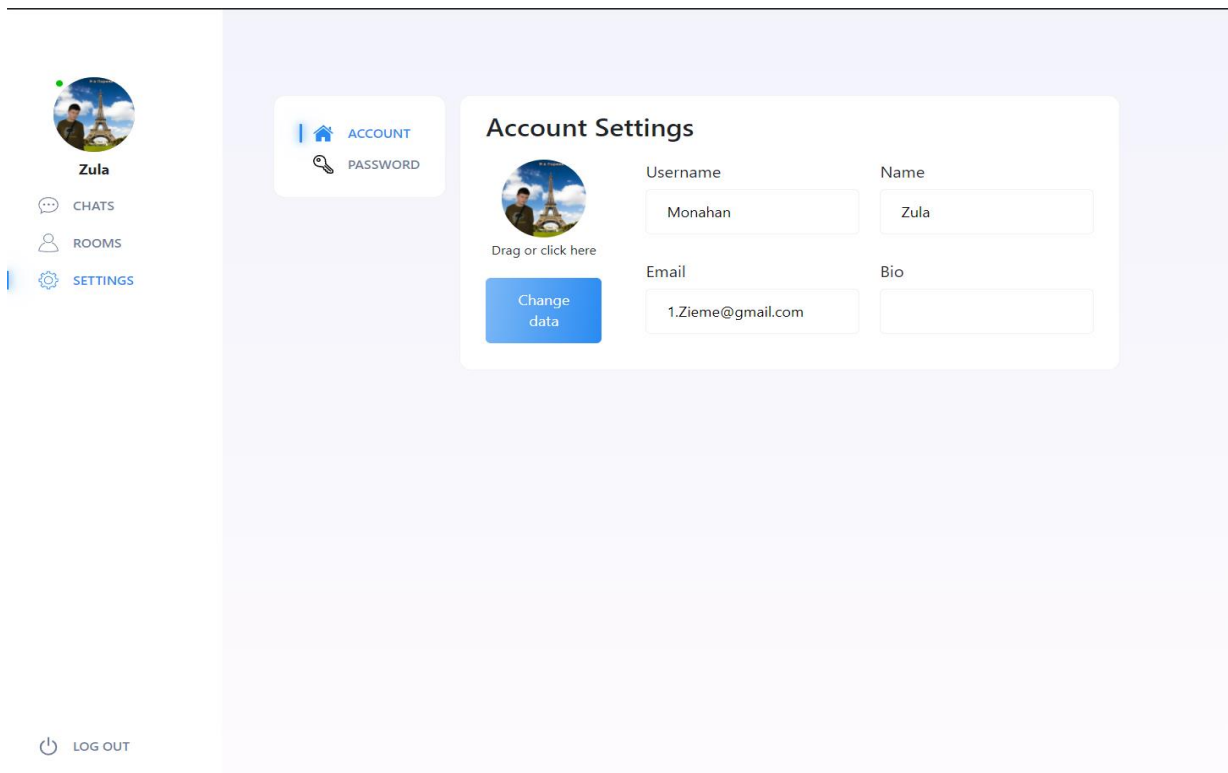 Zula
CHATS
ROOMS
SETTINGS
LOG OUT
ACCOUNT
PASSWORD
Account Settings
Drag or click here
Change
data
Username
Monahan
Name
Zula
Email
1.Zieme@gmail.com
Bio